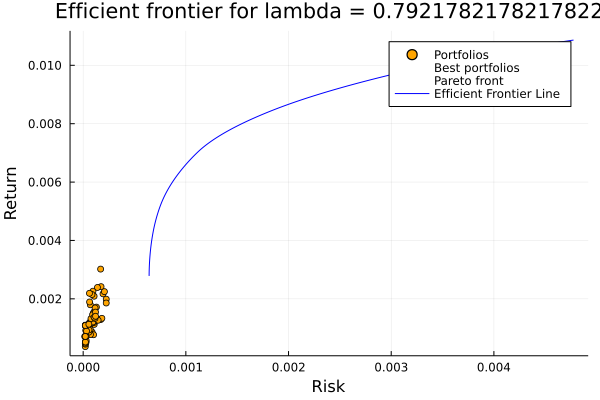 Efficient frontier for lambda = 0.7921782178217822
Portfolios
Best portfolios
Pareto front
Efficient Frontier Line
Return
0.010
0.008
0.006
0.004
0.002
0.000
0.001
0.002
0.003
0.004
Risk